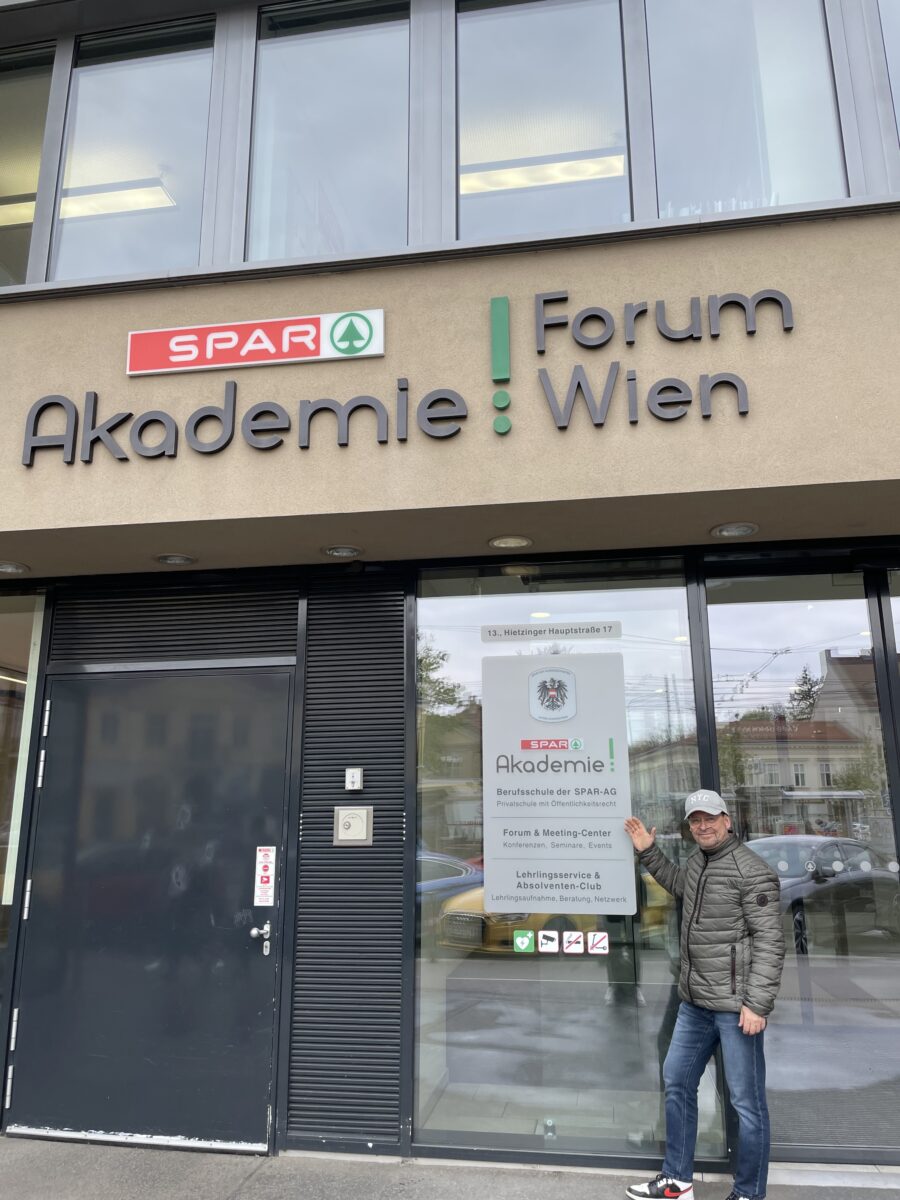 SPAR
Akademie!
Forum
Wien
13., Hietzinger Hauptstraße 17
SPAR
Akademie!
Berufsschule der SPAR-AG
Privatschule mit Öffentlichkeitsrecht
Forum & Meeting-Center
Konferenzen, Seminare, Events
Lehrlingsservice &
Absolventen-Club
Lehrlingsaufnahme, Beratung, Netzwerk
NYC